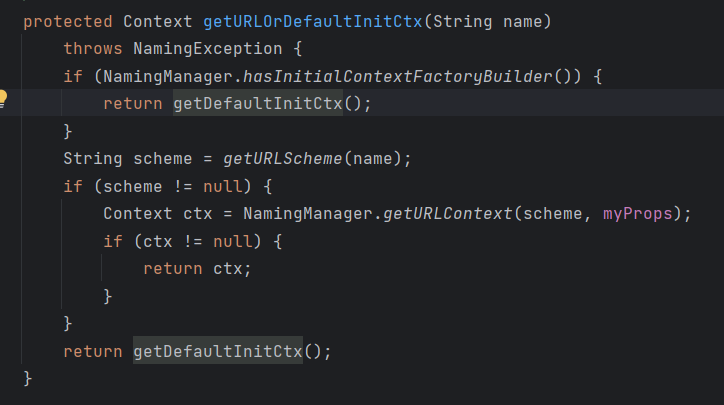 protected Context getURLOrDefaultInitCtx(String name)
    throws NamingException {
    if (NamingManager.hasInitialContextFactoryBuilder()) {
        return getDefaultInitCtx();
    }
    String scheme = getURLScheme(name);
    if (scheme != null) {
        Context ctx = NamingManager.getURLContext(scheme, myProps);
        if (ctx != null) {
            return ctx;
        }
    }
    return getDefaultInitCtx();
}